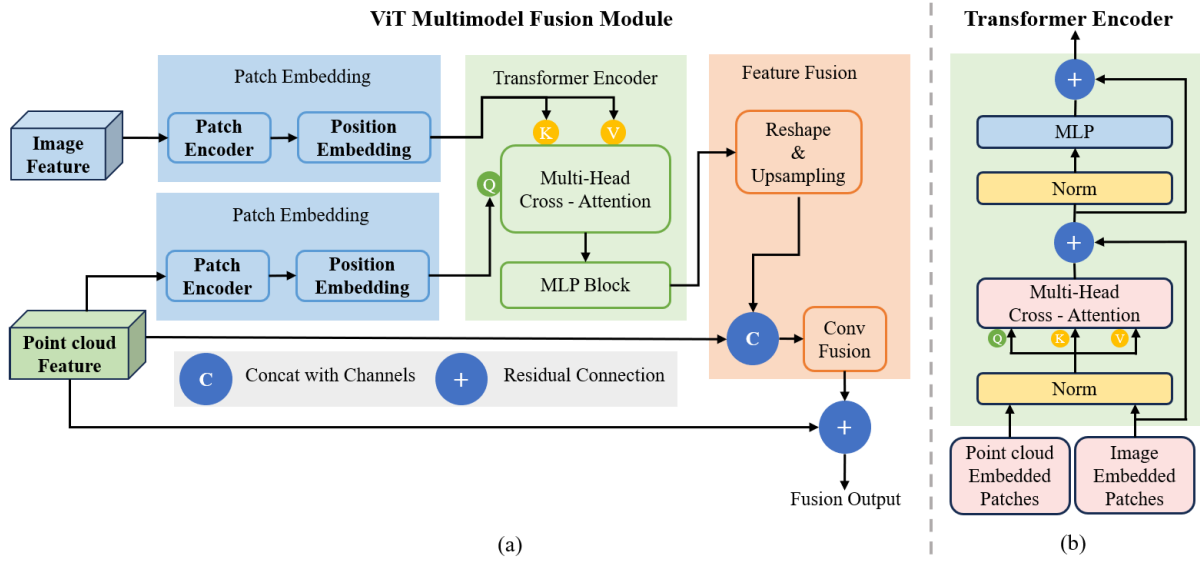 ViT Multimodel Fusion Module
Patch Embedding
Image
Feature
Patch
Encoder
Position
Embedding
Patch Embedding
Patch
Encoder
Position
Embedding
Point cloud
Feature
Transformer Encoder
K
V
Q
Multi-Head
Cross - Attention
MLP Block
Feature Fusion
Reshape
&
Upsampling
C
Conv
Fusion
C
Concat with Channels
+
Residual Connection
+
Fusion Output
(a)
Transformer Encoder
+
MLP
Norm
+
Multi-Head
Cross - Attention
Q
K
V
Norm
Point cloud
Embedded
Patches
Image
Embedded
Patches
(b)